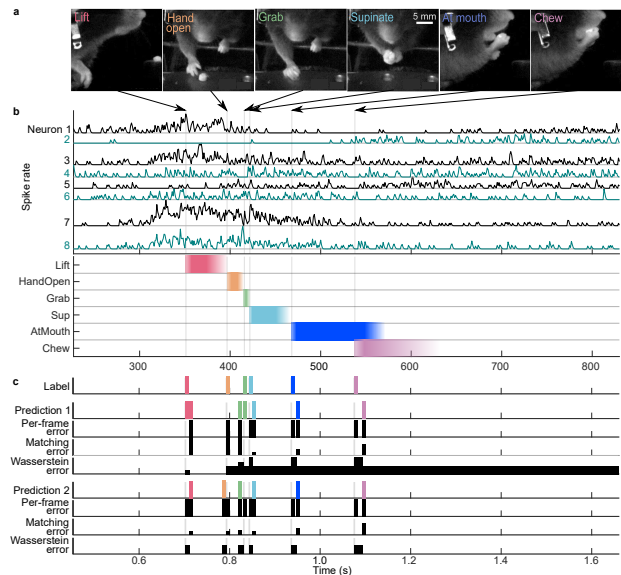 a
Lift
Hand
open
Grab
Supinate
5 mm
At mouth
Chew
b
Spike rate
Neuron 1
2
3
4
5
6
7
8
Lift
HandOpen
Grab
Sup
AtMouth
Chew
300 400 500 600 700 800
c
Label
Prediction 1
Per-frame
error
Matching
error
Wasserstein
error
Prediction 2
Per-frame
error
Matching
error
Wasserstein
error
0.6 0.8 1.0 1.2 1.4 1.6
Time (s)